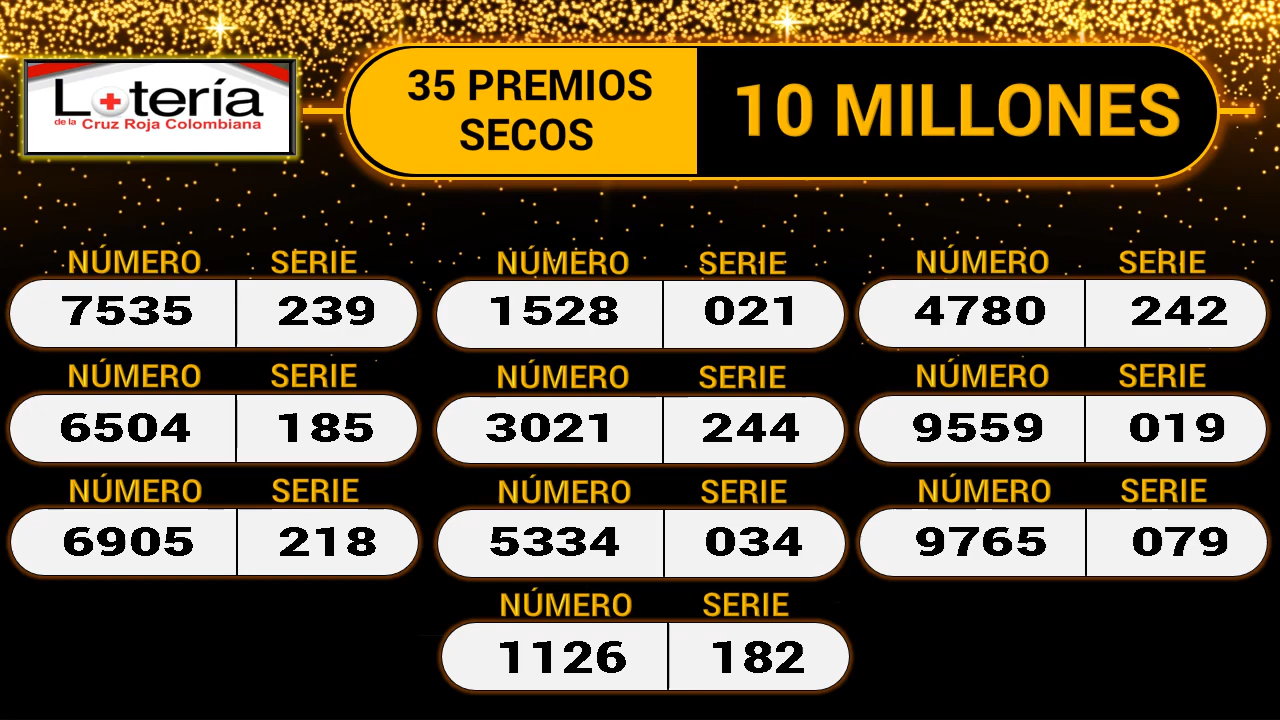 Lotería
de la Cruz Roja Colombiana
35 PREMIOS
SECOS
10 MILLONES
NÚMERO SERIE NÚMERO SERIE NÚMERO SERIE
7535 239 1528 021 4780 242
NÚMERO SERIE NÚMERO SERIE NÚMERO SERIE
6504 185 3021 244 9559 019
NÚMERO SERIE NÚMERO SERIE NÚMERO SERIE
6905 218 5334 034 9765 079
NÚMERO SERIE
1126 182